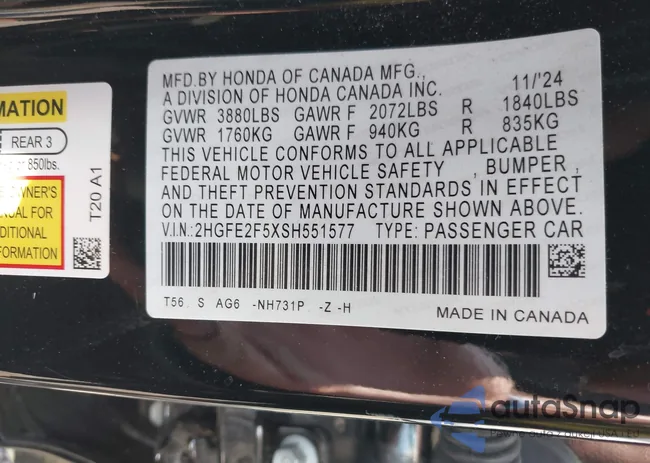 MATION
REAR 3
850lbs.
OWNER'S
FOR
T20 A1
MFD.BY HONDA OF CANADA MFG., 11/'24
A DIVISION OF HONDA CANADA INC.
GVWR 3880LBS GAWR F 2072LBS R 1840LBS
GVWR 1760KG GAWR F 940KG R 835KG
THIS VEHICLE CONFORMS TO ALL APPLICABLE
FEDERAL MOTOR VEHICLE SAFETY , BUMPER ,
AND THEFT PREVENTION STANDARDS IN EFFECT
ON THE DATE OF MANUFACTURE SHOWN ABOVE.
V.I.N.:2HGFE2F5XSH551577 TYPE: PASSENGER CAR
T56. S AG6 -NH731P. -Z -H
MADE IN CANADA
autoSnap